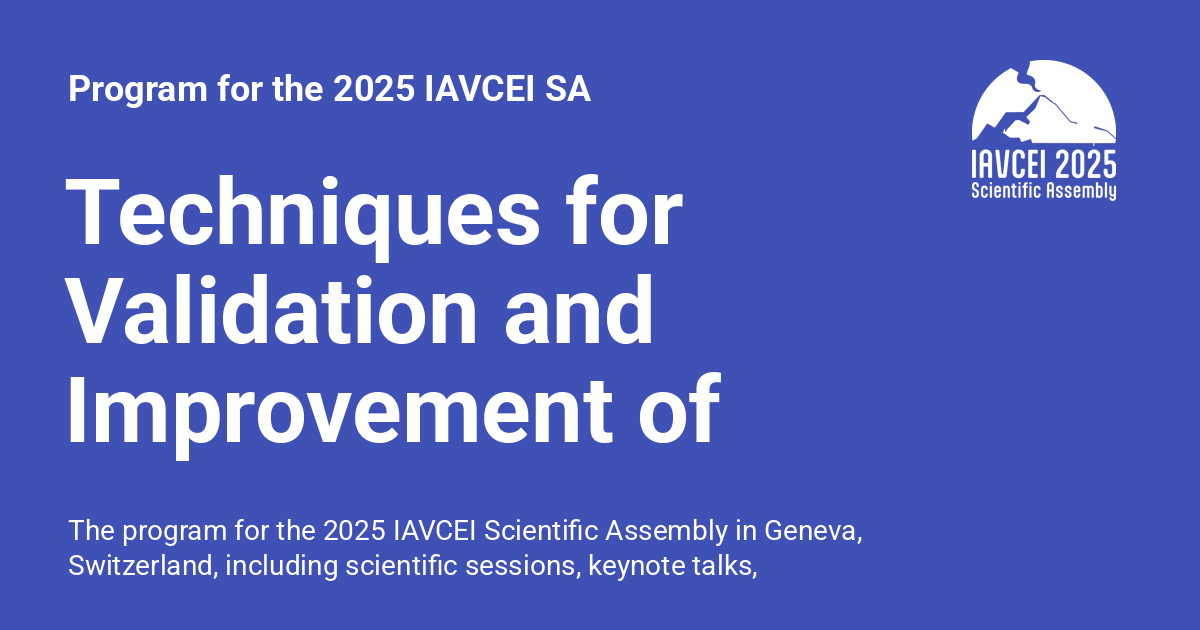 Program for the 2025 IAVCEI SA
IAVCEI 2025
Scientific Assembly
Techniques for
Validation and
Improvement of
The program for the 2025 IAVCEI Scientific Assembly in Geneva,
Switzerland, including scientific sessions, keynote talks,